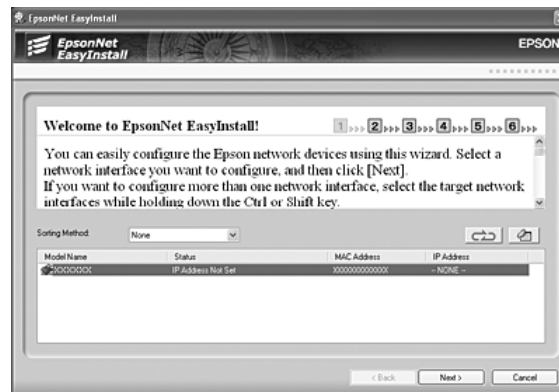 EpsonNet EasyInstall
EpsonNet
EasyInstall
EPSON
Welcome to EpsonNet EasyInstall!
1 2 3 4 5 6
You can easily configure the Epson network devices using this wizard. Select a
network interface you want to configure, and then click [Next].
If you want to configure more than one network interface, select the target network
interfaces while holding down the Ctrl or Shift key.
Sorting Method: None
Model Name Status MAC Address IP Address
XXXXXXX IP Address Not Set XXXXXXXXXXXX -- NONE --
< Back Next > Cancel